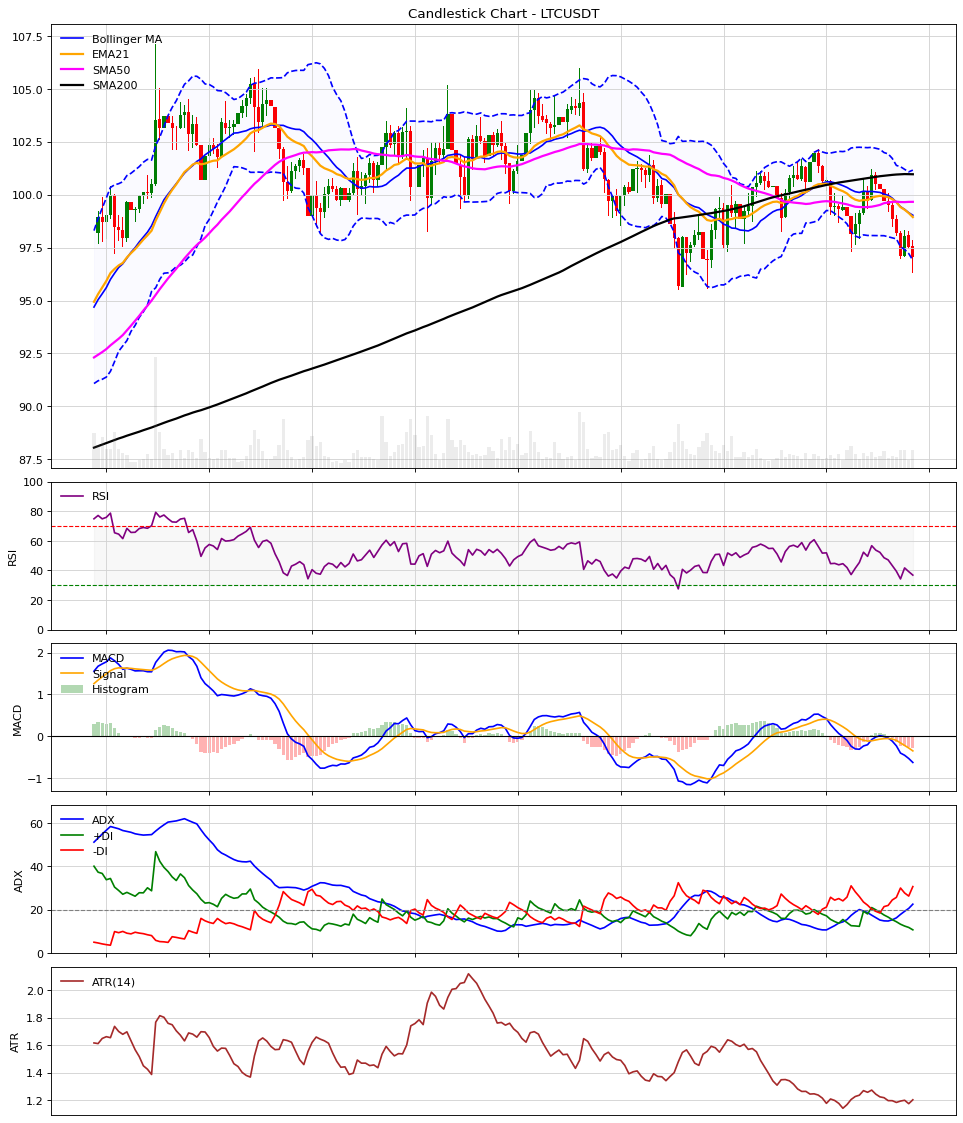 Candlestick Chart - LTCUSDT
Bollinger MA
EMA21
SMA50
SMA200
107.5
105.0
102.5
100.0
97.5
95.0
92.5
90.0
87.5
RSI
RSI
100
80
60
40
20
0
MACD
Signal
Histogram
MACD
2
1
0
−1
ADX
+DI
-DI
ADX
60
40
20
0
ATR(14)
ATR
2.0
1.8
1.6
1.4
1.2